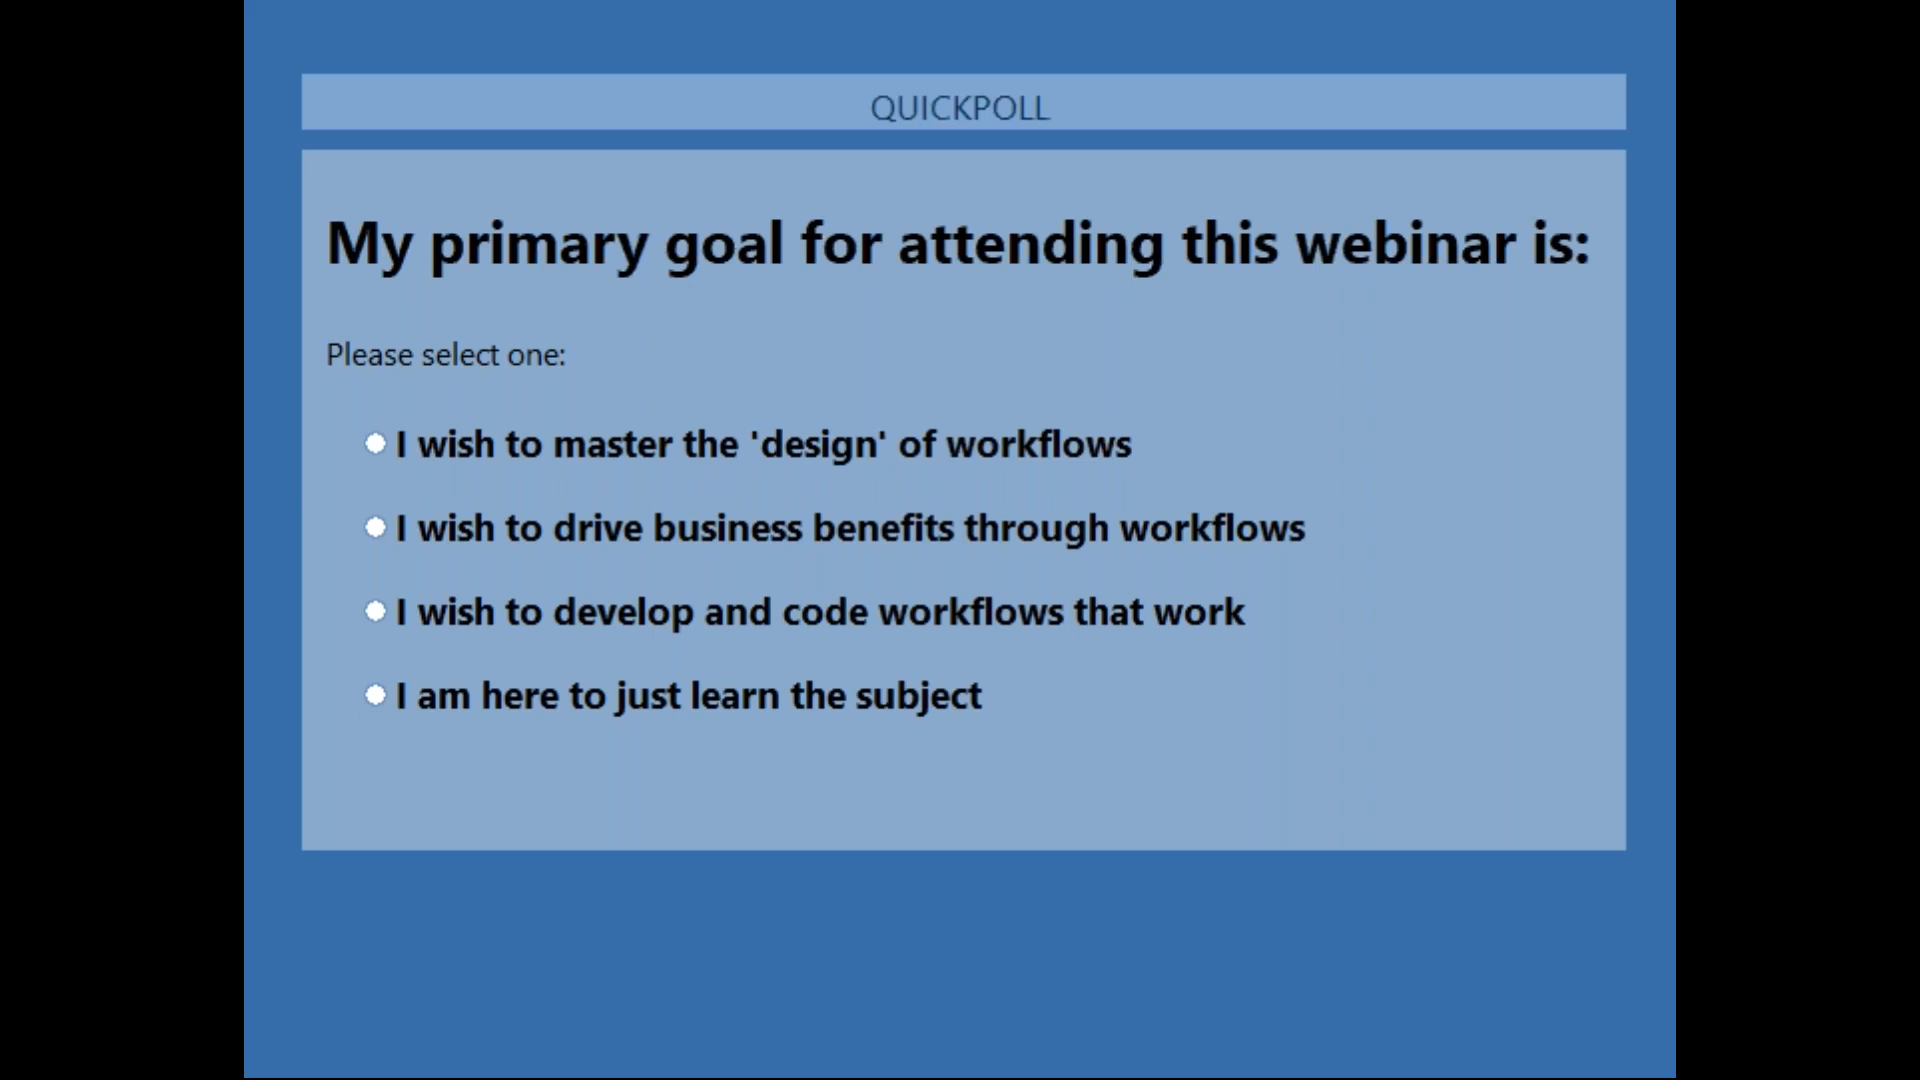 QUICKPOLL
My primary goal for attending this webinar is:
Please select one:
I wish to master the 'design' of workflows
I wish to drive business benefits through workflows
I wish to develop and code workflows that work
I am here to just learn the subject